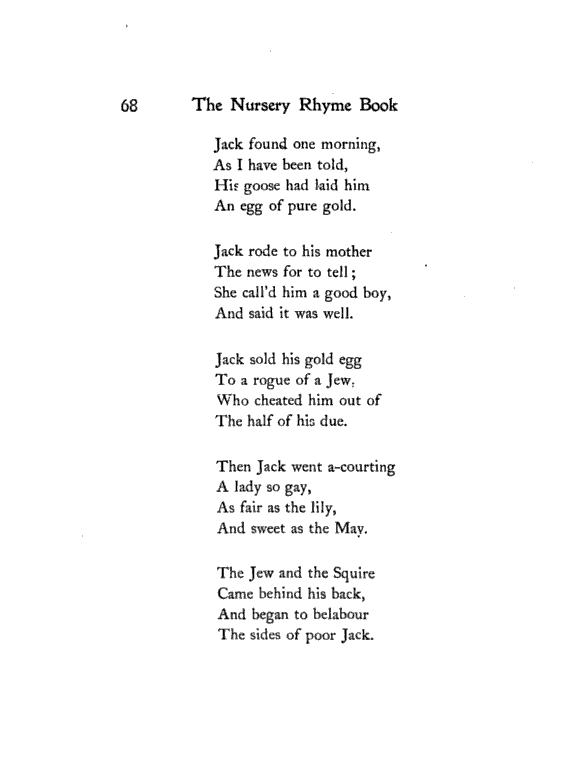 68 The Nursery Rhyme Book
Jack found one morning,
As I have been told,
His goose had laid him
An egg of pure gold.
Jack rode to his mother
The news for to tell ;
She call'd him a good boy,
And said it was well.
Jack sold his gold egg
To a rogue of a Jew,
Who cheated him out of
The half of his due.
Then Jack went a-courting
A lady so gay,
As fair as the lily,
And sweet as the May.
The Jew and the Squire
Came behind his back,
And began to belabour
The sides of poor Jack.